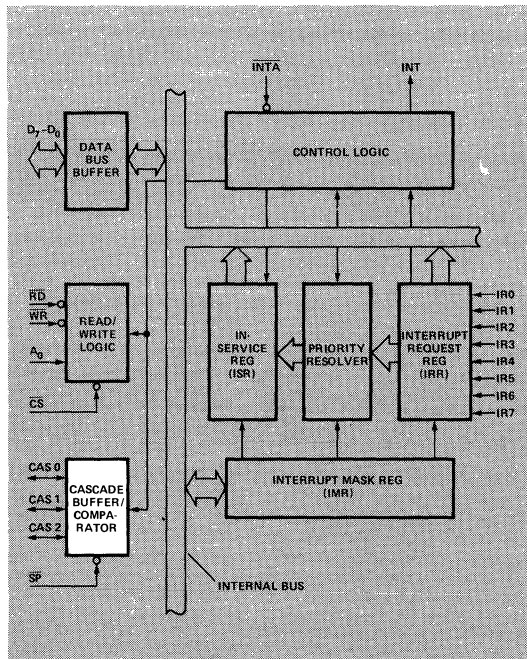 INTA
INT
D7-D0
DATA
BUS
BUFFER
CONTROL LOGIC
RD
WR
A0
CS
READ/
WRITE
LOGIC
IN-
SERVICE
REG
(ISR)
PRIORITY
RESOLVER
INTERRUPT
REQUEST
REG
(IRR)
IR0
IR1
IR2
IR3
IR4
IR5
IR6
IR7
CAS 0
CAS 1
CAS 2
CASCADE
BUFFER/
COMPA-
RATOR
SP
INTERRUPT MASK REG
(IMR)
INTERNAL BUS